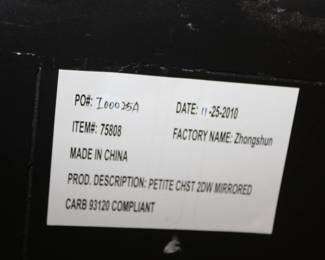 PO#: Z00025A DATE: 11-25-2010
ITEM#: 75808 FACTORY NAME: Zhongshun
MADE IN CHINA
PROD. DESCRIPTION: PETITE CHST 2DW MIRRORED
CARB 93120 COMPLIANT